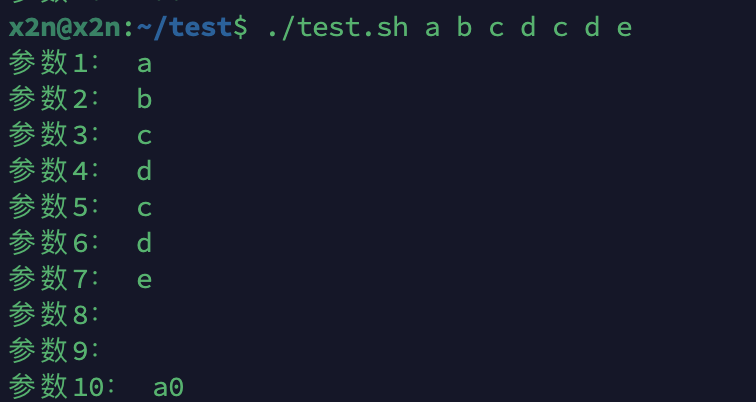 x2n@x2n:~/test$ ./test.sh a b c d c d e
参数1： a
参数2： b
参数3： c
参数4： d
参数5： c
参数6： d
参数7： e
参数8：
参数9：
参数10： a0